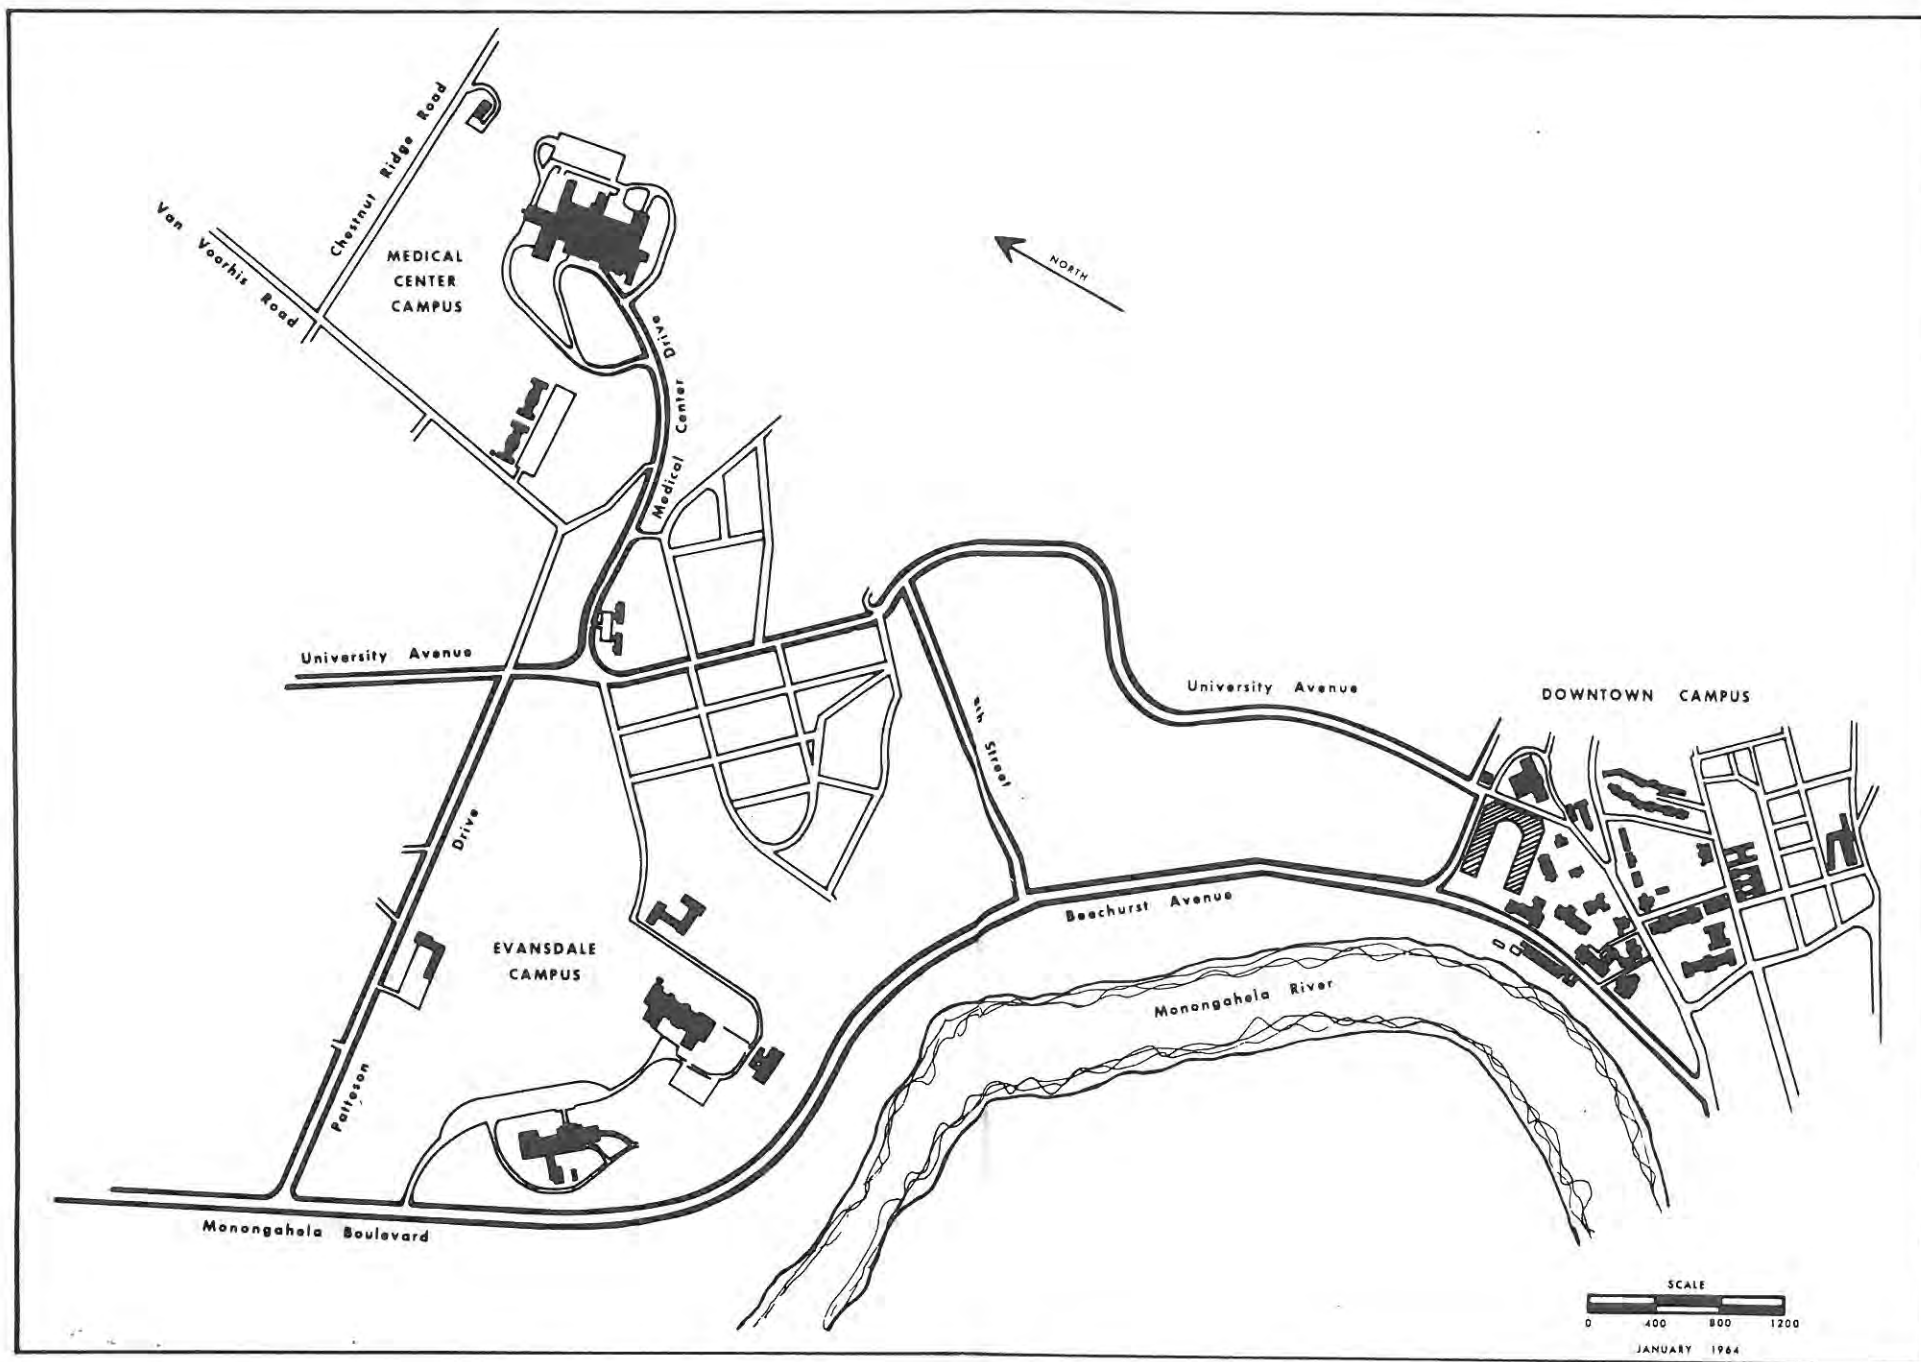 Chestnut Ridge Road
Van Voorhis Road
MEDICAL
CENTER
CAMPUS
NORTH
Medical Center Drive
University Avenue
University Avenue
DOWNTOWN CAMPUS
8th Street
Patteson Drive
Beechurst Avenue
EVANSDALE
CAMPUS
Monongahela River
Monongahela Boulevard
SCALE
0 400 800 1200
JANUARY 1964